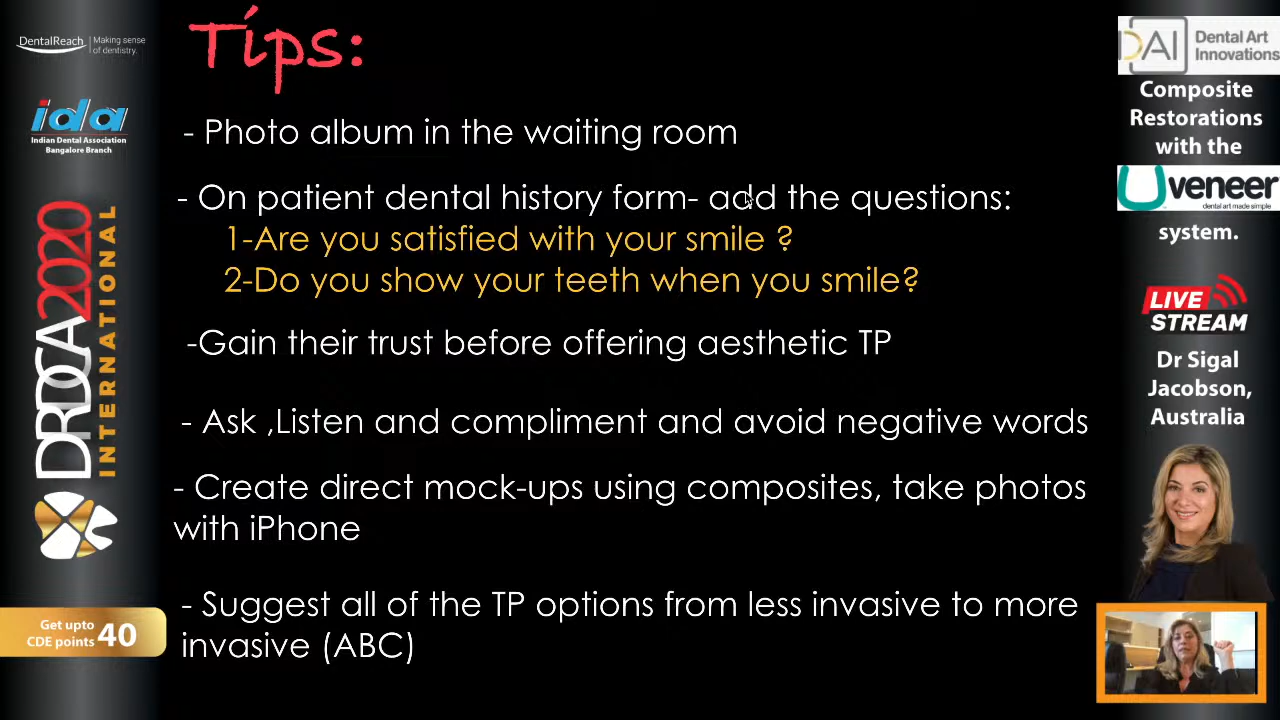 DentalReach
Making sense
of dentistry.
ida
Indian Dental Association
Bangalore Branch
DRDCA2020
INTERNATIONAL
Get upto
CDE points 40
Tips:
- Photo album in the waiting room
- On patient dental history form- add the questions:
1-Are you satisfied with your smile ?
2-Do you show your teeth when you smile?
-Gain their trust before offering aesthetic TP
- Ask ,Listen and compliment and avoid negative words
- Create direct mock-ups using composites, take photos
with iPhone
- Suggest all of the TP options from less invasive to more
invasive (ABC)
DAI
Dental Art
Innovations
Composite
Restorations
with the
Uveneer
dental art made simple
system.
LIVE
STREAM
Dr Sigal
Jacobson,
Australia